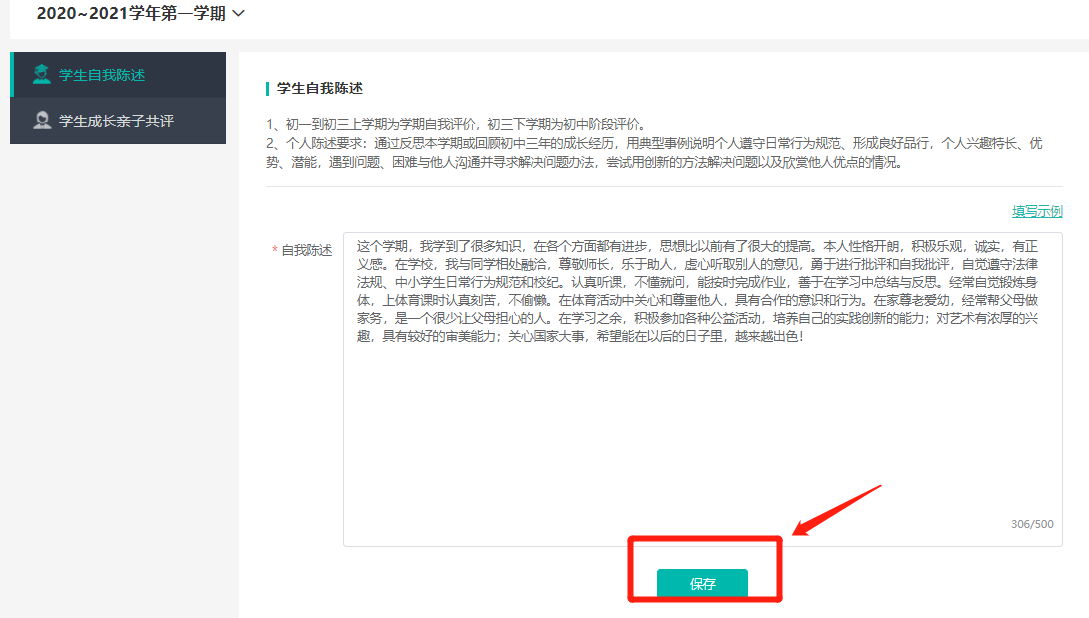 2020~2021学年第一学期
学生自我陈述
学生成长亲子共评
学生自我陈述
1、初一到初三上学期为学期自我评价，初三下学期为初中阶段评价。
2、个人陈述要求：通过反思本学期或回顾初中三年的成长经历，用典型事例说明个人遵守日常行为规范、形成良好品行，个人兴趣特长、优
势、潜能，遇到问题、困难与他人沟通并寻求解决问题办法，尝试用创新的方法解决问题以及欣赏他人优点的情况。
填写示例
* 自我陈述
这个学期，我学到了很多知识，在各个方面都有进步，思想比以前有了很大的提高。本人性格开朗，积极乐观，诚实，有正
义感。在学校，我与同学相处融洽，尊敬师长，乐于助人，虚心听取别人的意见，勇于进行批评和自我批评，自觉遵守法律
法规、中小学生日常行为规范和校纪。认真听课，不懂就问，能按时完成作业，善于在学习中总结与反思。经常自觉锻炼身
体，上体育课时认真刻苦，不偷懒。在体育活动中关心和尊重他人，具有合作的意识和行为。在家尊老爱幼，经常帮父母做
家务，是一个很少让父母担心的人。在学习之余，积极参加各种公益活动，培养自己的实践创新的能力；对艺术有浓厚的兴
趣，具有较好的审美能力；关心国家大事，希望能在以后的日子里，越来越出色！
306/500
保存